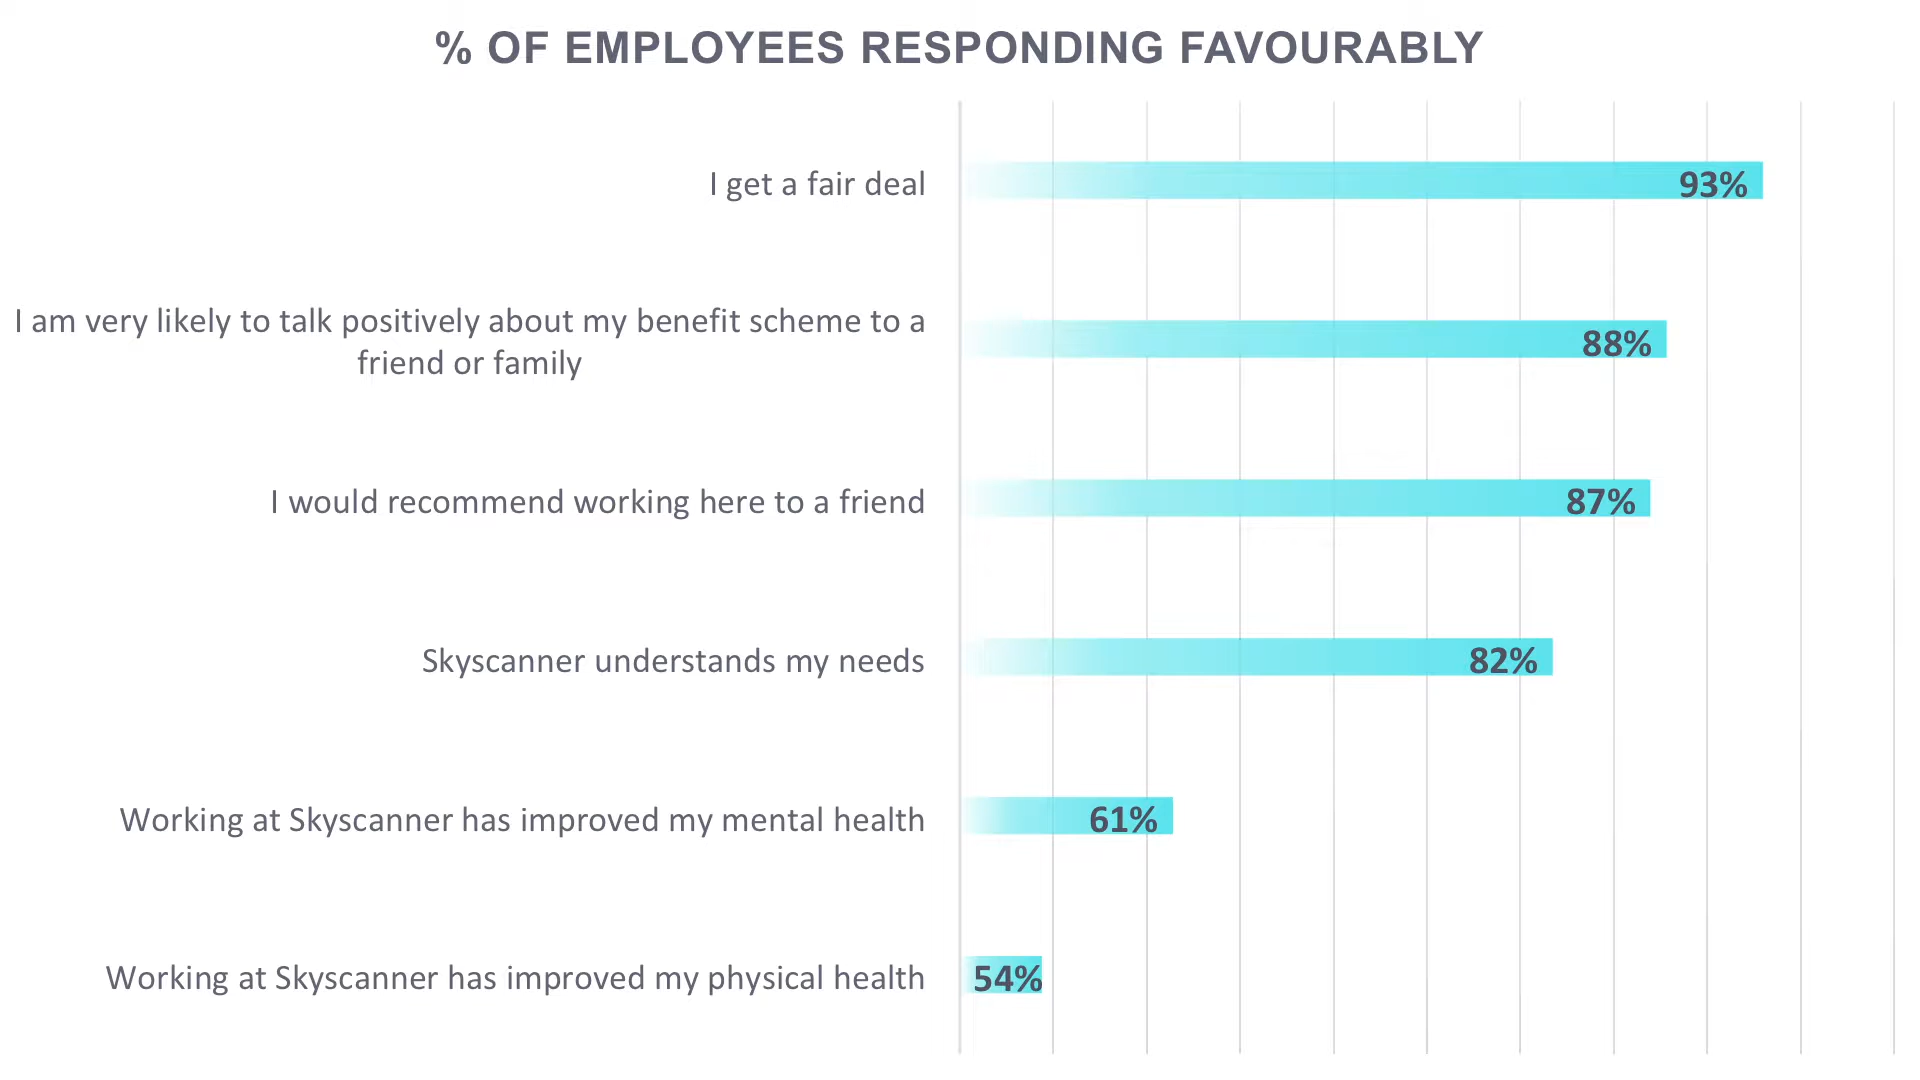 % OF EMPLOYEES RESPONDING FAVOURABLY
I get a fair deal
93%
I am very likely to talk positively about my benefit scheme to a
friend or family
88%
I would recommend working here to a friend
87%
Skyscanner understands my needs
82%
Working at Skyscanner has improved my mental health
61%
Working at Skyscanner has improved my physical health
54%